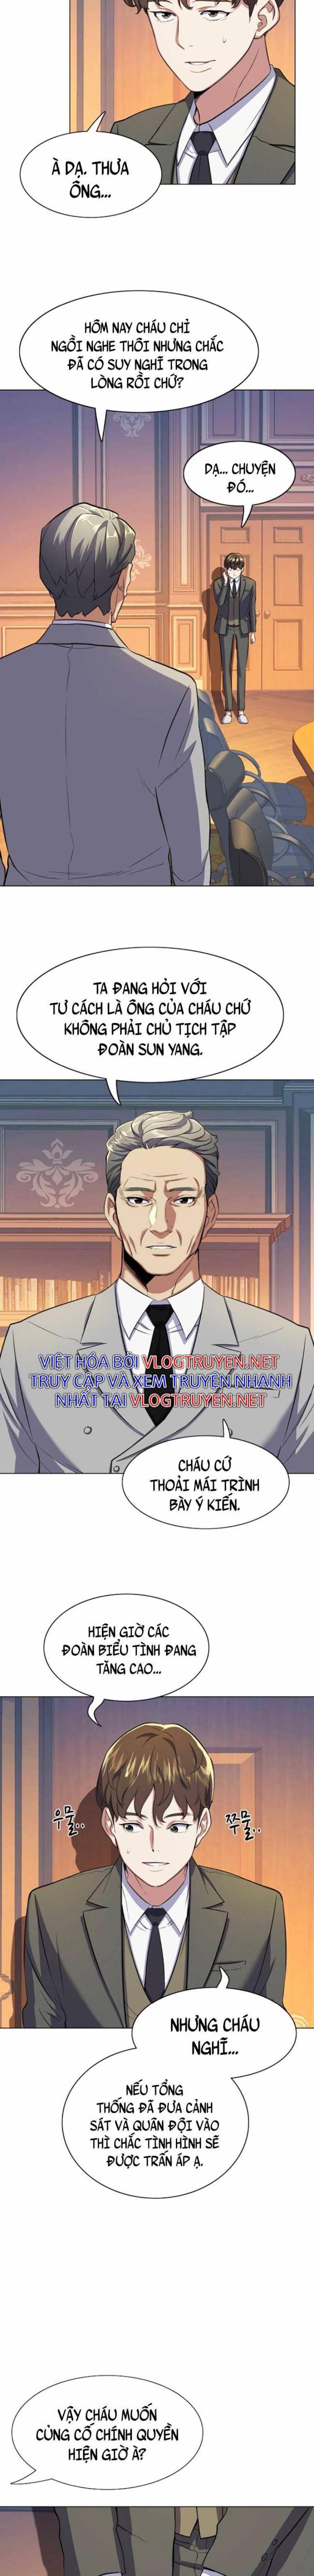 À DẠ. THƯA
ÔNG...
HÔM NAY CHÁU CHỈ
NGỒI NGHE THÔI NHƯNG CHẮC
ĐÃ CÓ SUY NGHĨ TRONG
LÒNG RỒI CHỨ?
DẠ... CHUYỆN
ĐÓ...
TA ĐANG HỎI VỚI
TƯ CÁCH LÀ ÔNG CỦA CHÁU CHỨ
KHÔNG PHẢI CHỦ TỊCH TẬP
ĐOÀN SUN YANG.
VIỆT HÓA BỞI VLOGTRUYEN.NET
TRUY CẬP VÀ XEM TRUYỆN NHANH
NHẤT TẠI VLOGTRUYEN.NET
CHÁU CỨ
THOẢI MÁI TRÌNH
BÀY Ý KIẾN.
HIỆN GIỜ CÁC
ĐOÀN BIỂU TÌNH ĐANG
TĂNG CAO...
우물..
쭈물..
NHƯNG CHÁU
NGHĨ...
NẾU TỔNG
THỐNG ĐÃ ĐƯA CẢNH
SÁT VÀ QUÂN ĐỘI VÀO
THÌ CHẮC TÌNH HÌNH SẼ
ĐƯỢC TRẤN ÁP Ạ.
VẬY CHÁU MUỐN
CỦNG CỐ CHÍNH QUYỀN
HIỆN GIỜ À?